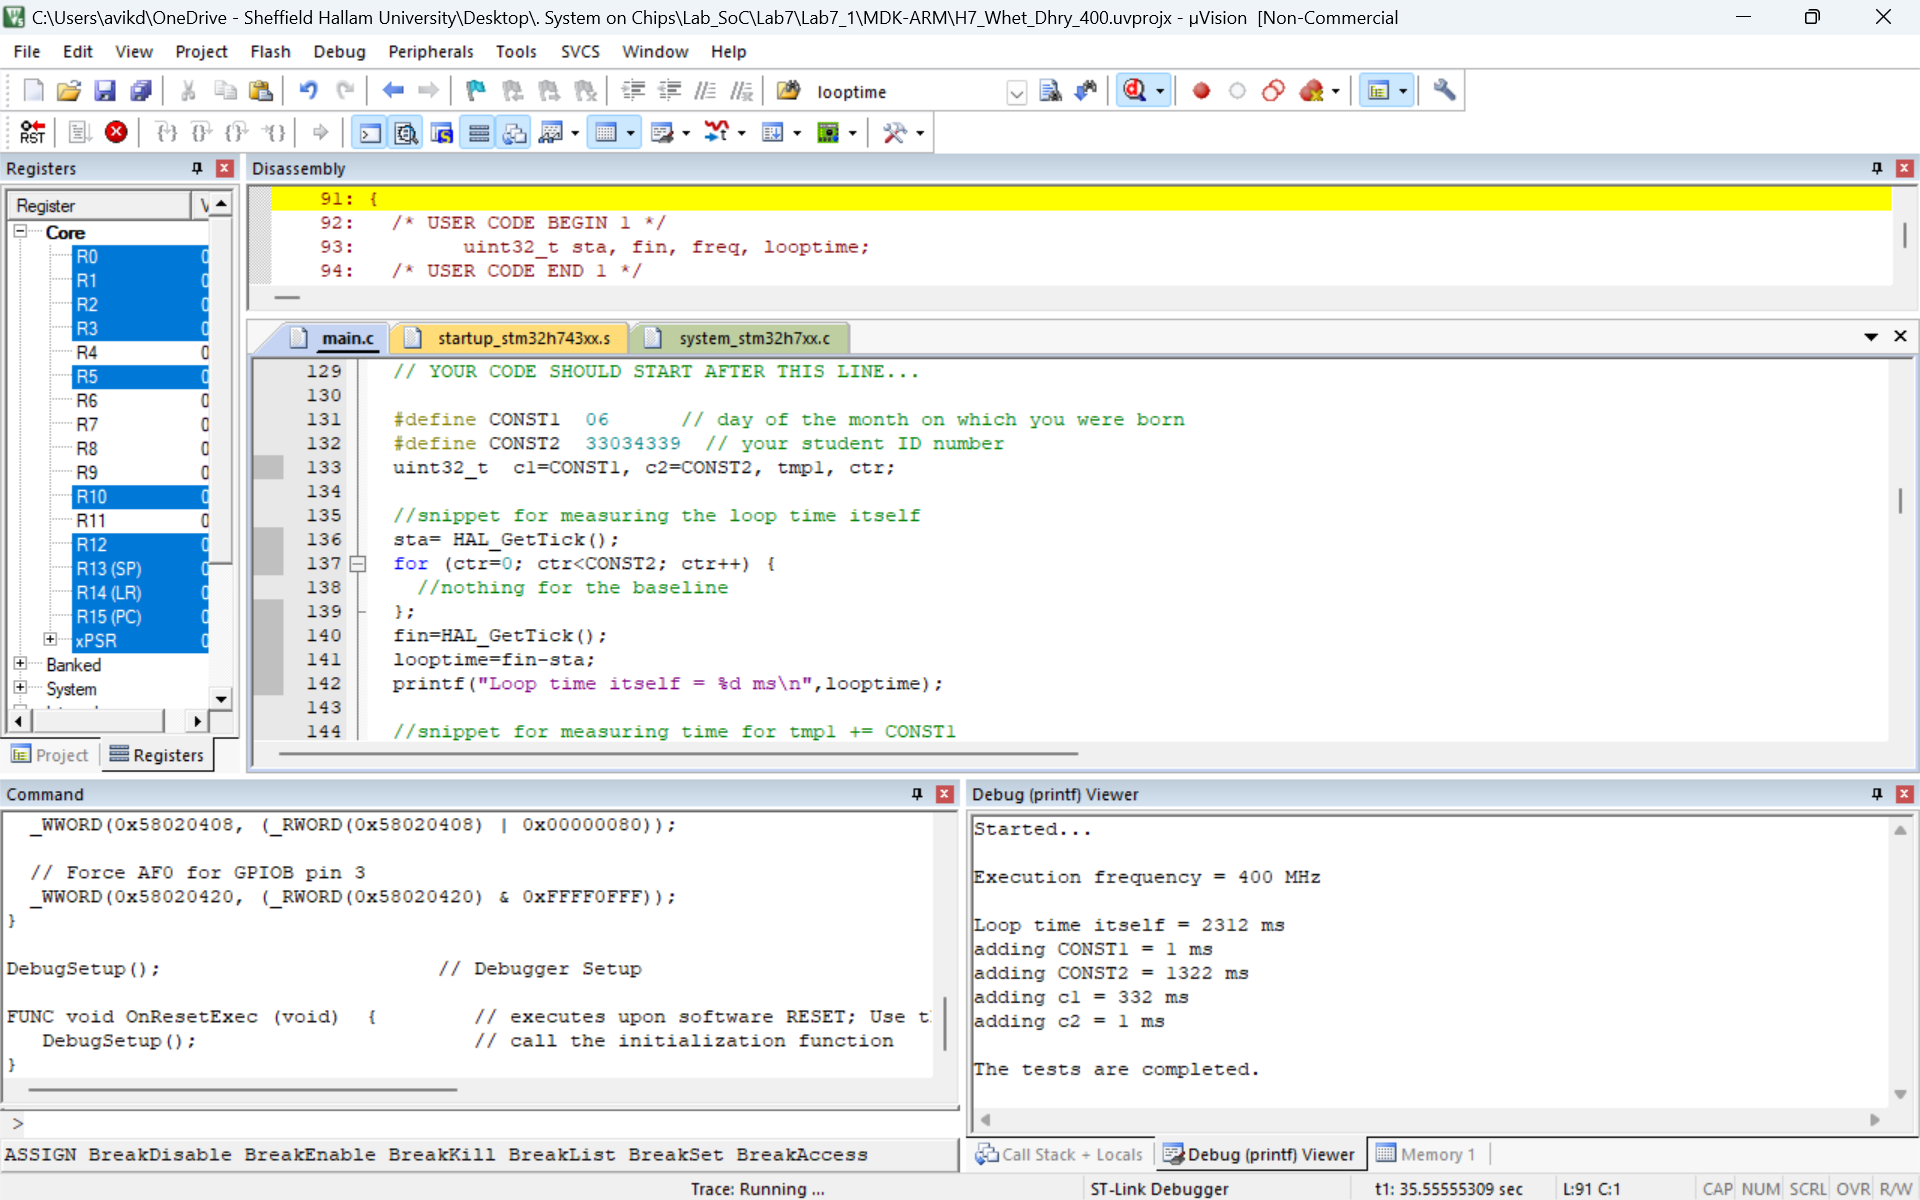 C:\Users\avikd\OneDrive - Sheffield Hallam University\Desktop\. System on Chips\Lab_SoC\Lab7\Lab7_1\MDK-ARM\H7_Whet_Dhry_400.uvprojx - µVision [Non-Commercial
File Edit View Project Flash Debug Peripherals Tools SVCS Window Help
looptime
RST
Registers
Register V
Core
R0 0
R1 0
R2 0
R3 0
R4 0
R5 0
R6 0
R7 0
R8 0
R9 0
R10 0
R11 0
R12 0
R13 (SP) 0
R14 (LR) 0
R15 (PC) 0
xPSR 0
Banked
System
Project Registers
Disassembly
91: {
92: /* USER CODE BEGIN 1 */
93: uint32_t sta, fin, freq, looptime;
94: /* USER CODE END 1 */
main.c startup_stm32h743xx.s system_stm32h7xx.c
129 // YOUR CODE SHOULD START AFTER THIS LINE...
130
131 #define CONST1 06 // day of the month on which you were born
132 #define CONST2 33034339 // your student ID number
133 uint32_t c1=CONST1, c2=CONST2, tmp1, ctr;
134
135 //snippet for measuring the loop time itself
136 sta= HAL_GetTick();
137 for (ctr=0; ctr<CONST2; ctr++) {
138 //nothing for the baseline
139 };
140 fin=HAL_GetTick();
141 looptime=fin-sta;
142 printf("Loop time itself = %d ms\n",looptime);
143
144 //snippet for measuring time for tmp1 += CONST1
Command
_WWORD(0x58020408, (_RWORD(0x58020408) | 0x00000080));
// Force AF0 for GPIOB pin 3
_WWORD(0x58020420, (_RWORD(0x58020420) & 0xFFFF0FFF));
}
DebugSetup(); // Debugger Setup
FUNC void OnResetExec (void) { // executes upon software RESET; Use t
DebugSetup(); // call the initialization function
}
>
ASSIGN BreakDisable BreakEnable BreakKill BreakList BreakSet BreakAccess
Debug (printf) Viewer
Started...
Execution frequency = 400 MHz
Loop time itself = 2312 ms
adding CONST1 = 1 ms
adding CONST2 = 1322 ms
adding c1 = 332 ms
adding c2 = 1 ms
The tests are completed.
Call Stack + Locals Debug (printf) Viewer Memory 1
Trace: Running ... ST-Link Debugger t1: 35.55555309 sec L:91 C:1 CAP NUM SCRL OVR R/W